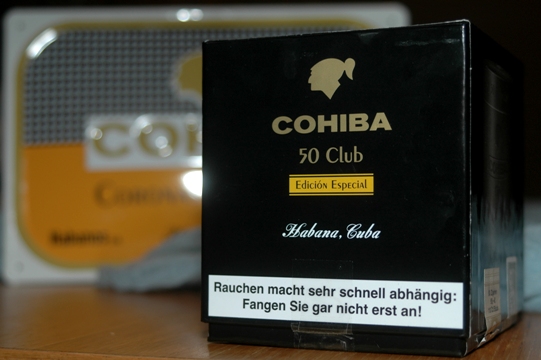 COHIBA
50 Club
Edición Especial
Habana, Cuba
Rauchen macht sehr schnell abhängig:
Fangen Sie gar nicht erst an!